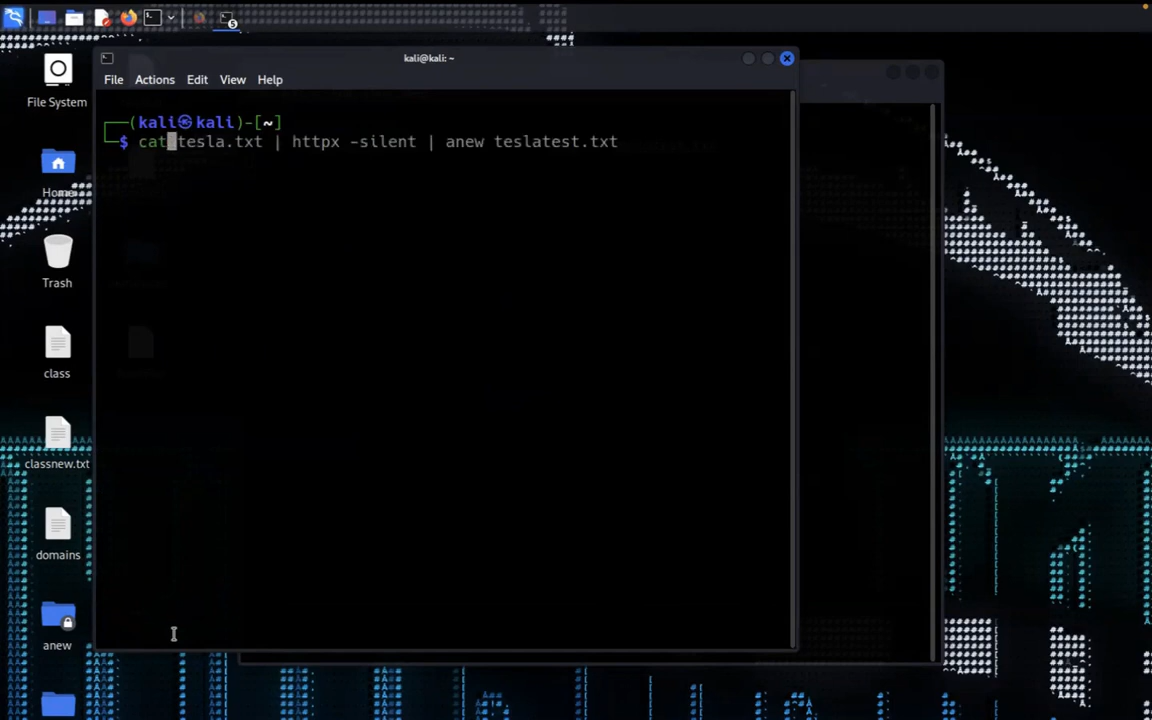 5
kali@kali: ~
File Actions Edit View Help
┌──(kali㉿kali)-[~]
└─$ cat tesla.txt | httpx -silent | anew teslatest.txt
File System
Home
Trash
class
classnew.txt
domains
anew